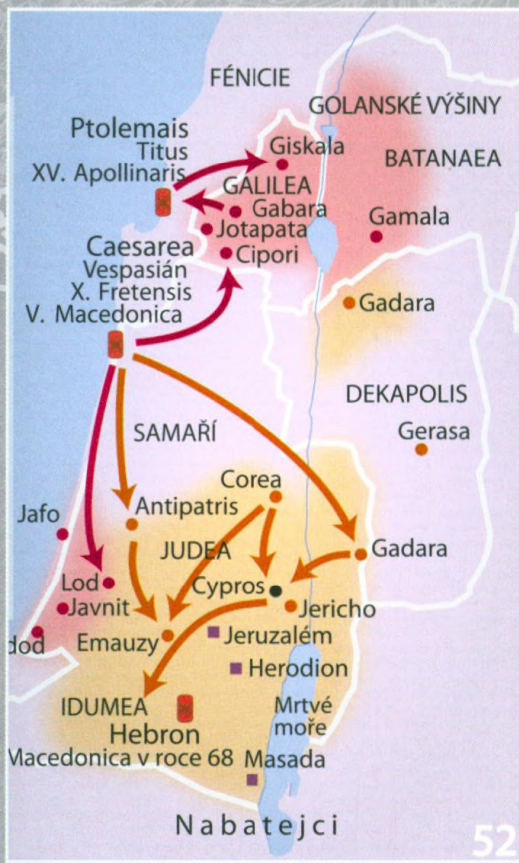 FÉNICIE
GOLANSKÉ VÝŠINY
Ptolemais
Titus
XV. Apollinaris
Giskala
BATANAEA
GALILEA
Gabara
Jotapata
Gamala
Cipori
Caesarea
Vespasián
X. Fretensis
V. Macedonica
Gadara
DEKAPOLIS
SAMAŘÍ
Gerasa
Corea
Antipatris
Jafo
JUDEA
Gadara
Lod
Cypros
Javnit
Jericho
dod
Emauzy
Jeruzalém
Herodion
IDUMEA
Mrtvé
moře
Hebron
Macedonica v roce 68
Masada
Nabatejci
52